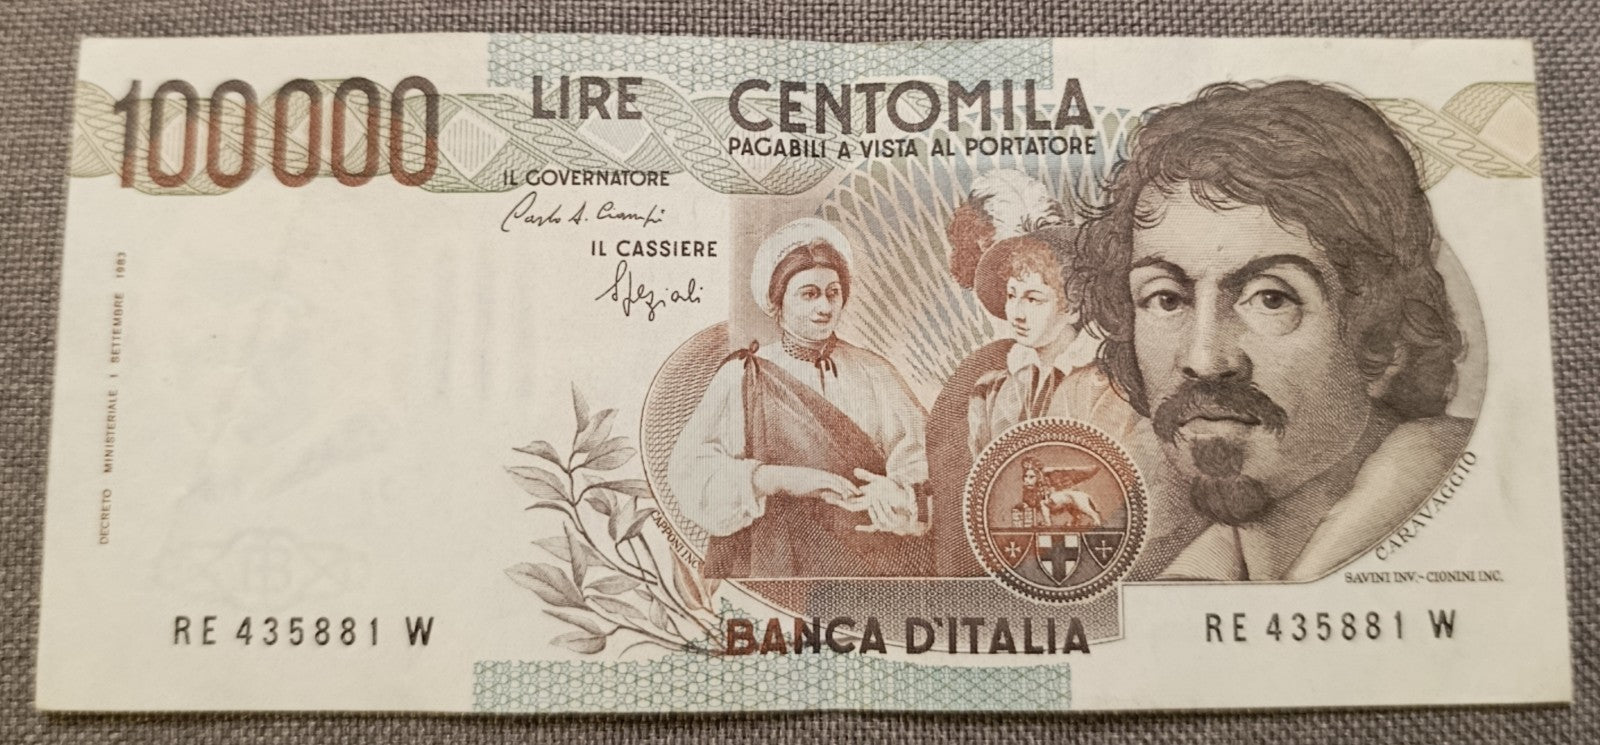 100000
LIRE CENTOMILA
PAGABILI A VISTA AL PORTATORE
IL GOVERNATORE
Carlo A. Ciampi
IL CASSIERE
Speziali
DECRETO MINISTERIALE 1 SETTEMBRE 1983
CAPPONI INC.
CARAVAGGIO
SAVINI INV.-CIONINI INC.
RE 435881 W
BANCA D'ITALIA
RE 435881 W